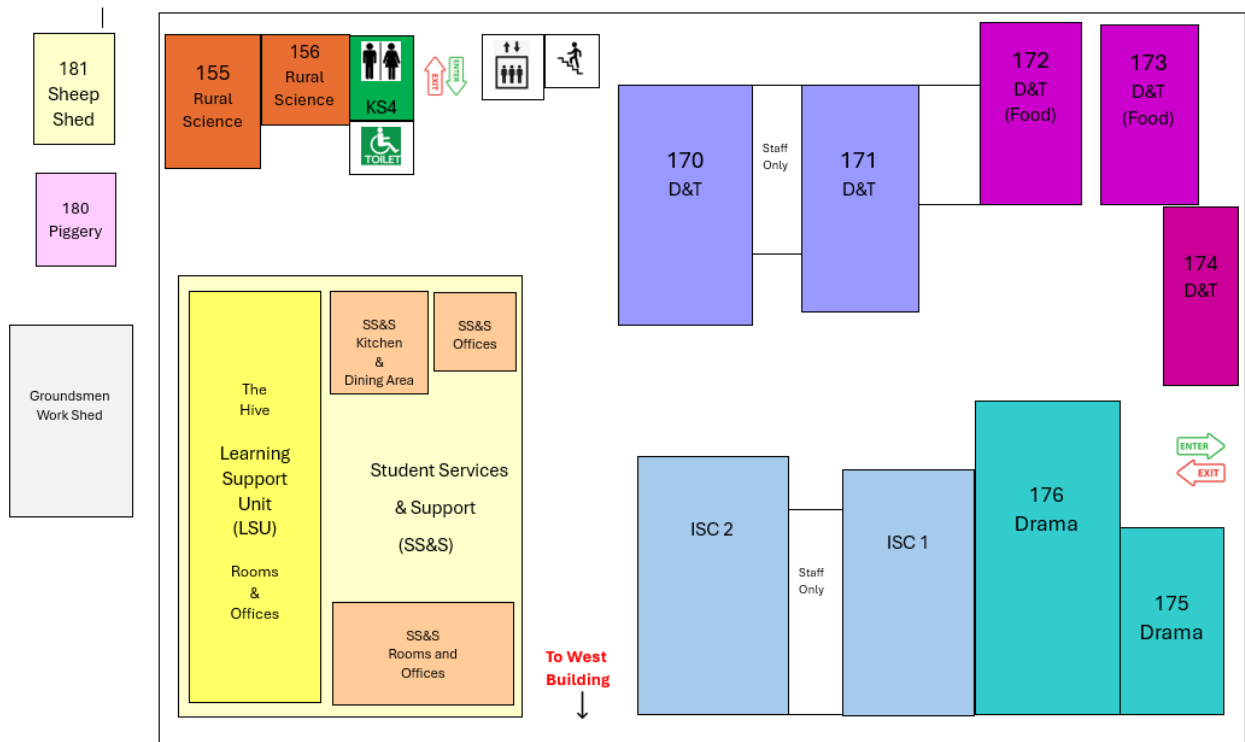 181
Sheep
Shed
180
Piggery
Groundsmen
Work Shed
155
Rural
Science
156
Rural
Science
KS4
TOILET
EXIT
ENTER
170
D&T
Staff
Only
171
D&T
172
D&T
(Food)
173
D&T
(Food)
174
D&T
The
Hive
Learning
Support
Unit
(LSU)
Rooms
&
Offices
SS&S
Kitchen
&
Dining Area
SS&S
Offices
Student Services
& Support
(SS&S)
SS&S
Rooms and
Offices
To West
Building
ISC 2
Staff
Only
ISC 1
176
Drama
175
Drama
ENTER
EXIT